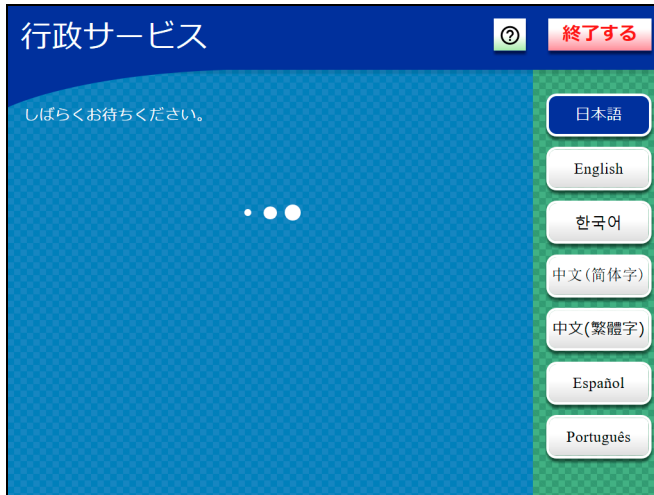 行政サービス
終了する
しばらくお待ちください。
日本語
English
한국어
中文(简体字)
中文(繁體字)
Español
Português